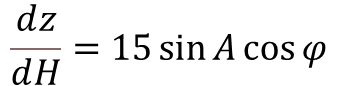 dz/dH = 15 sin A cos φ